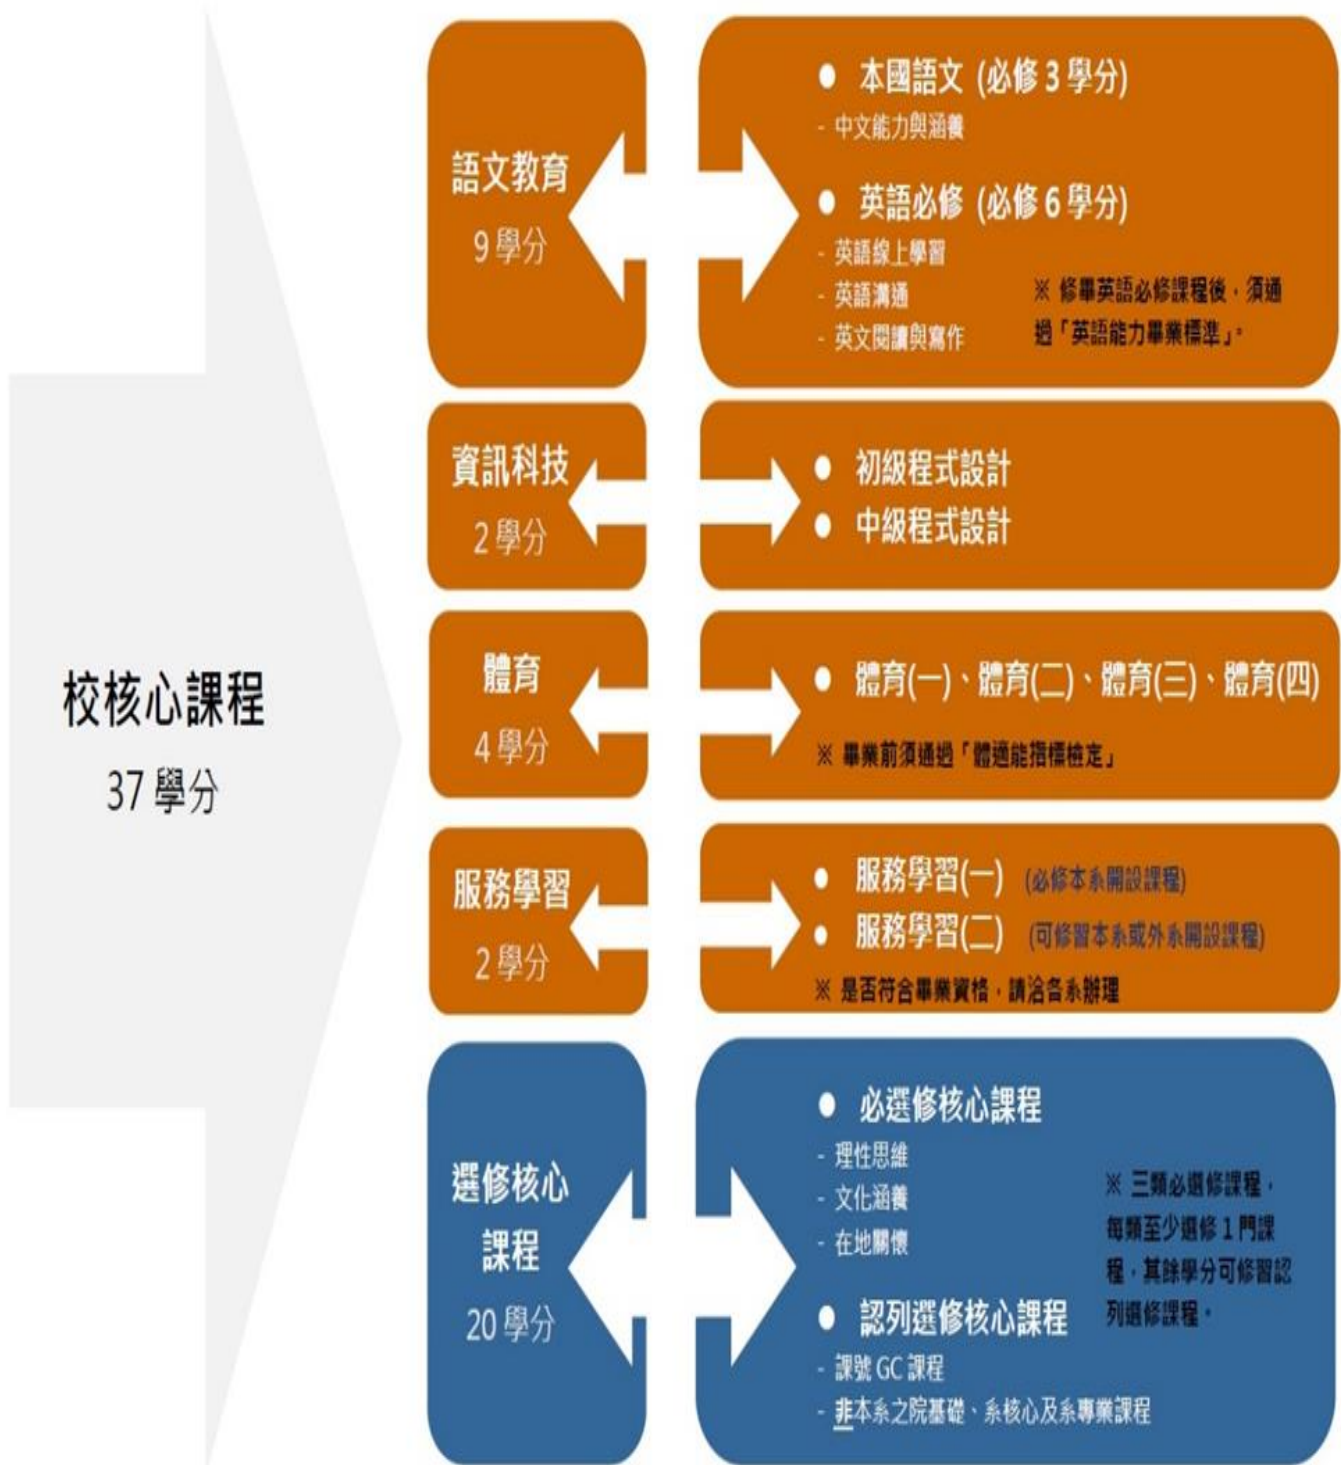 校核心課程
37 學分
語文教育
9 學分
● 本國語文 (必修 3 學分)
- 中文能力與涵養
● 英語必修 (必修 6 學分)
- 英語線上學習
- 英語溝通
- 英文閱讀與寫作
※ 修畢英語必修課程後，須通
過「英語能力畢業標準」。
資訊科技
2 學分
● 初級程式設計
● 中級程式設計
體育
4 學分
● 體育(一)、體育(二)、體育(三)、體育(四)
※ 畢業前須通過「體適能指標檢定」
服務學習
2 學分
● 服務學習(一) (必修本系開設課程)
● 服務學習(二) (可修習本系或外系開設課程)
※ 是否符合畢業資格，請洽各系辦理
選修核心
課程
20 學分
● 必選修核心課程
- 理性思維
- 文化涵養
- 在地關懷
※ 三類必選修課程，
每類至少選修 1 門課
程，其餘學分可修習認
列選修課程。
● 認列選修核心課程
- 課號 GC 課程
- 非本系之院基礎、系核心及系專業課程